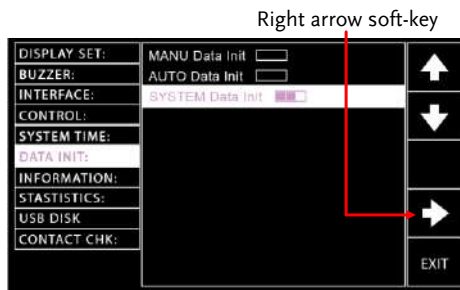 Right arrow soft-key
DISPLAY SET:
BUZZER:
INTERFACE:
CONTROL:
SYSTEM TIME:
DATA INIT:
INFORMATION:
STASTISTICS:
USB DISK
CONTACT CHK:
MANU Data Init
AUTO Data Init
SYSTEM Data Init
EXIT